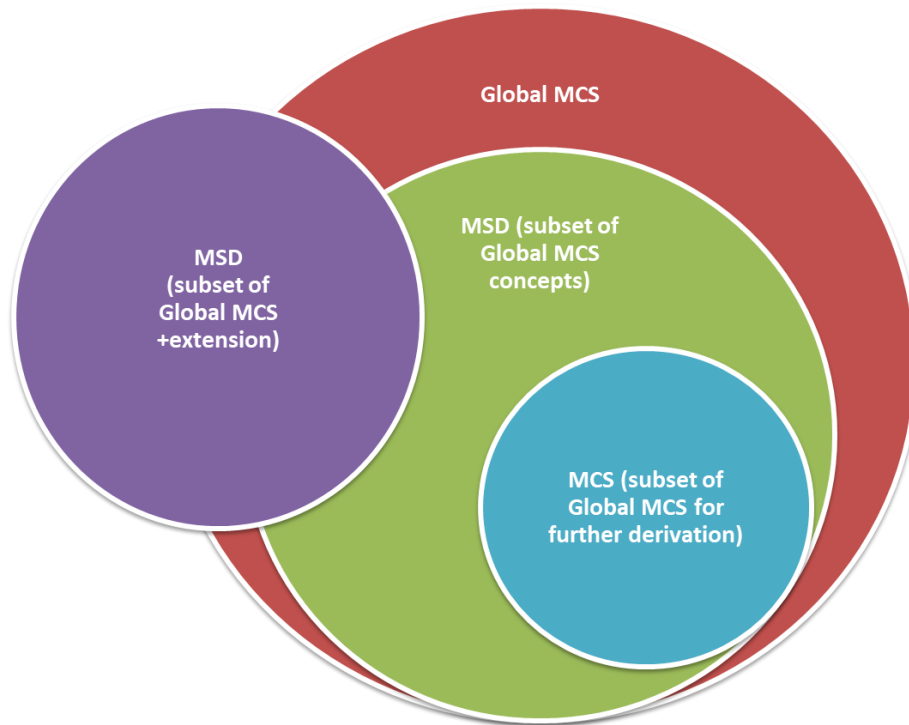 Global MCS
MSD (subset of
Global MCS
concepts)
MSD
(subset of
Global MCS
+extension)
MCS (subset of
Global MCS for
further derivation)